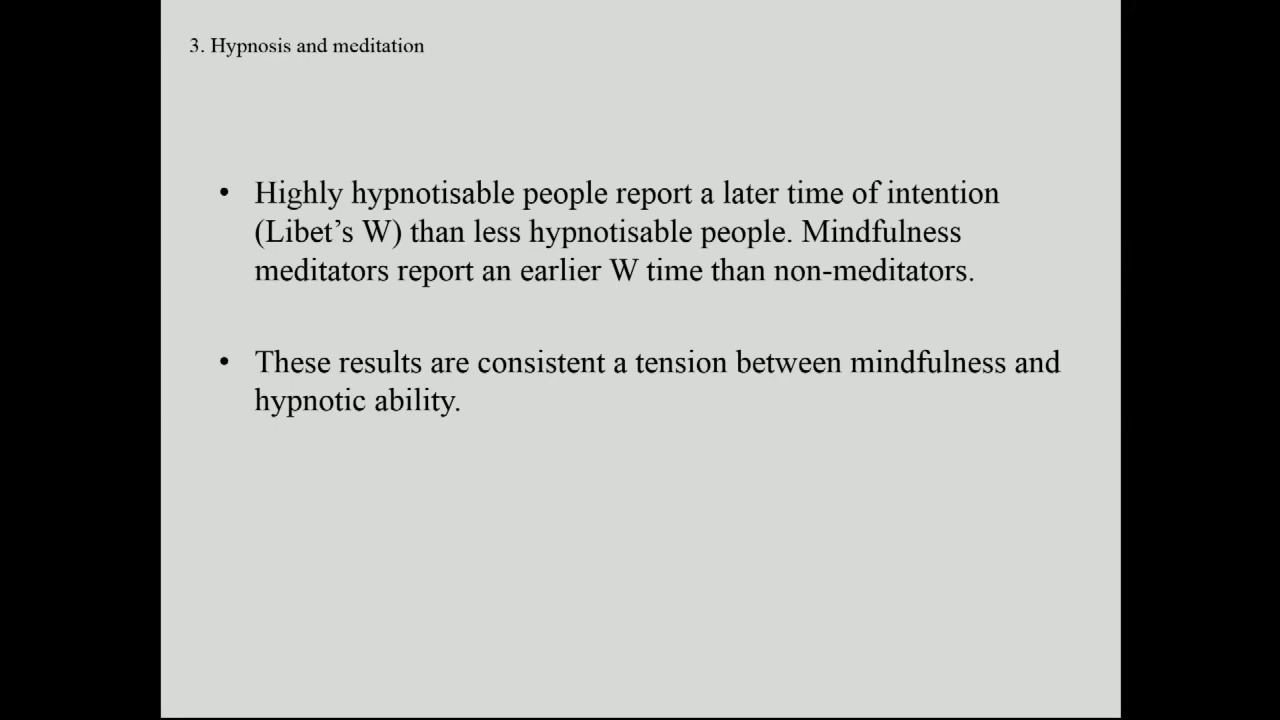 3. Hypnosis and meditation
• Highly hypnotisable people report a later time of intention
(Libet’s W) than less hypnotisable people. Mindfulness
meditators report an earlier W time than non-meditators.
• These results are consistent a tension between mindfulness and
hypnotic ability.